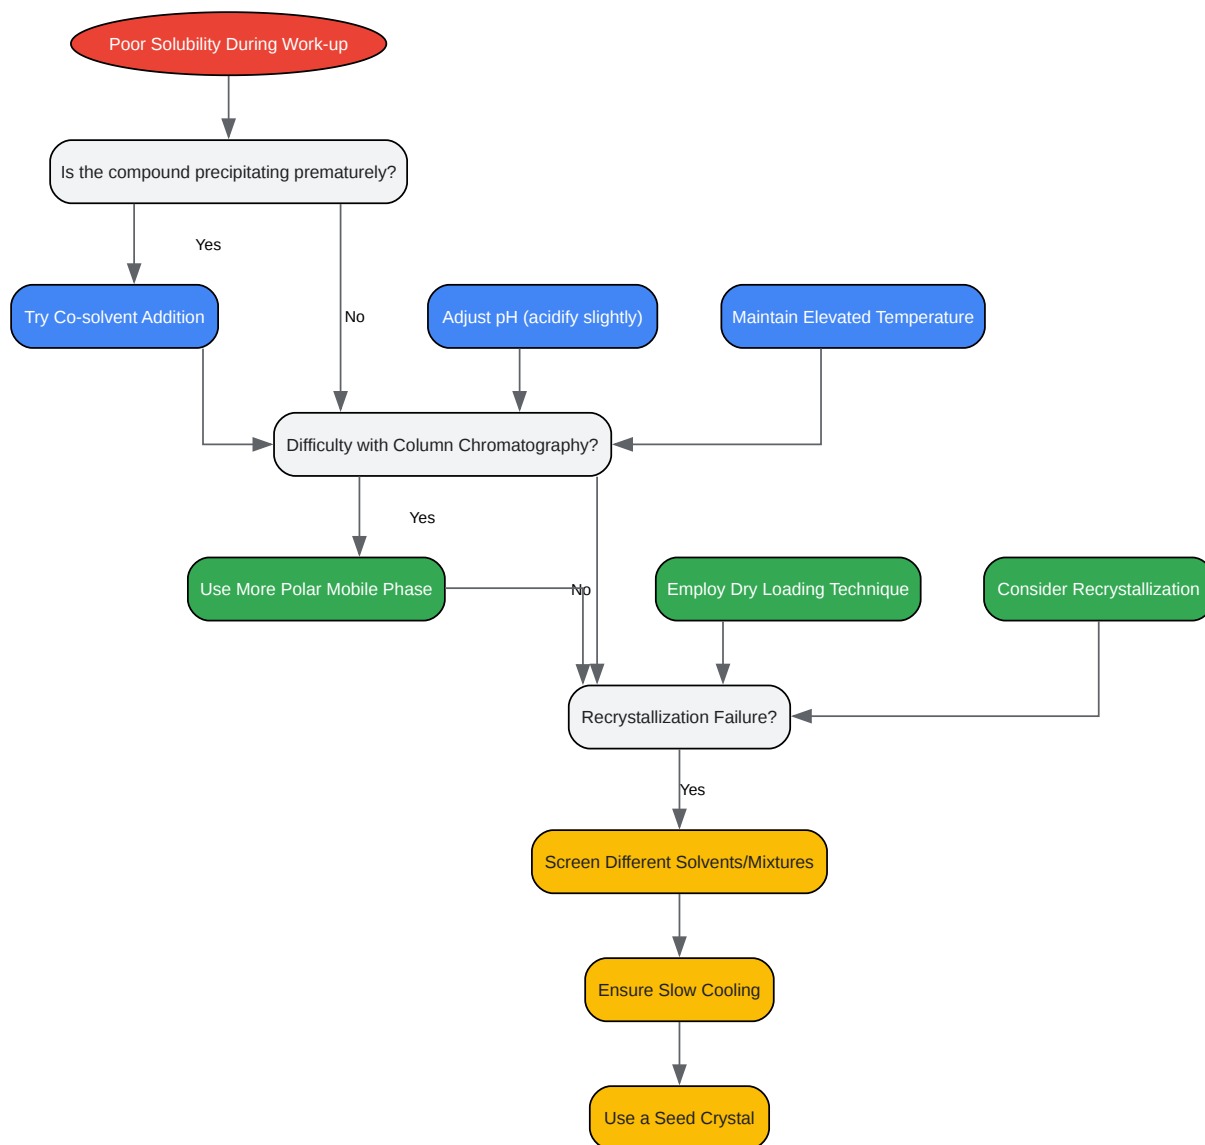 Poor Solubility During Work-up
Is the compound precipitating prematurely?
Yes
Try Co-solvent Addition
No
Adjust pH (acidify slightly)
Maintain Elevated Temperature
Difficulty with Column Chromatography?
Yes
Use More Polar Mobile Phase
No
Employ Dry Loading Technique
Consider Recrystallization
Recrystallization Failure?
Yes
Screen Different Solvents/Mixtures
Ensure Slow Cooling
Use a Seed Crystal